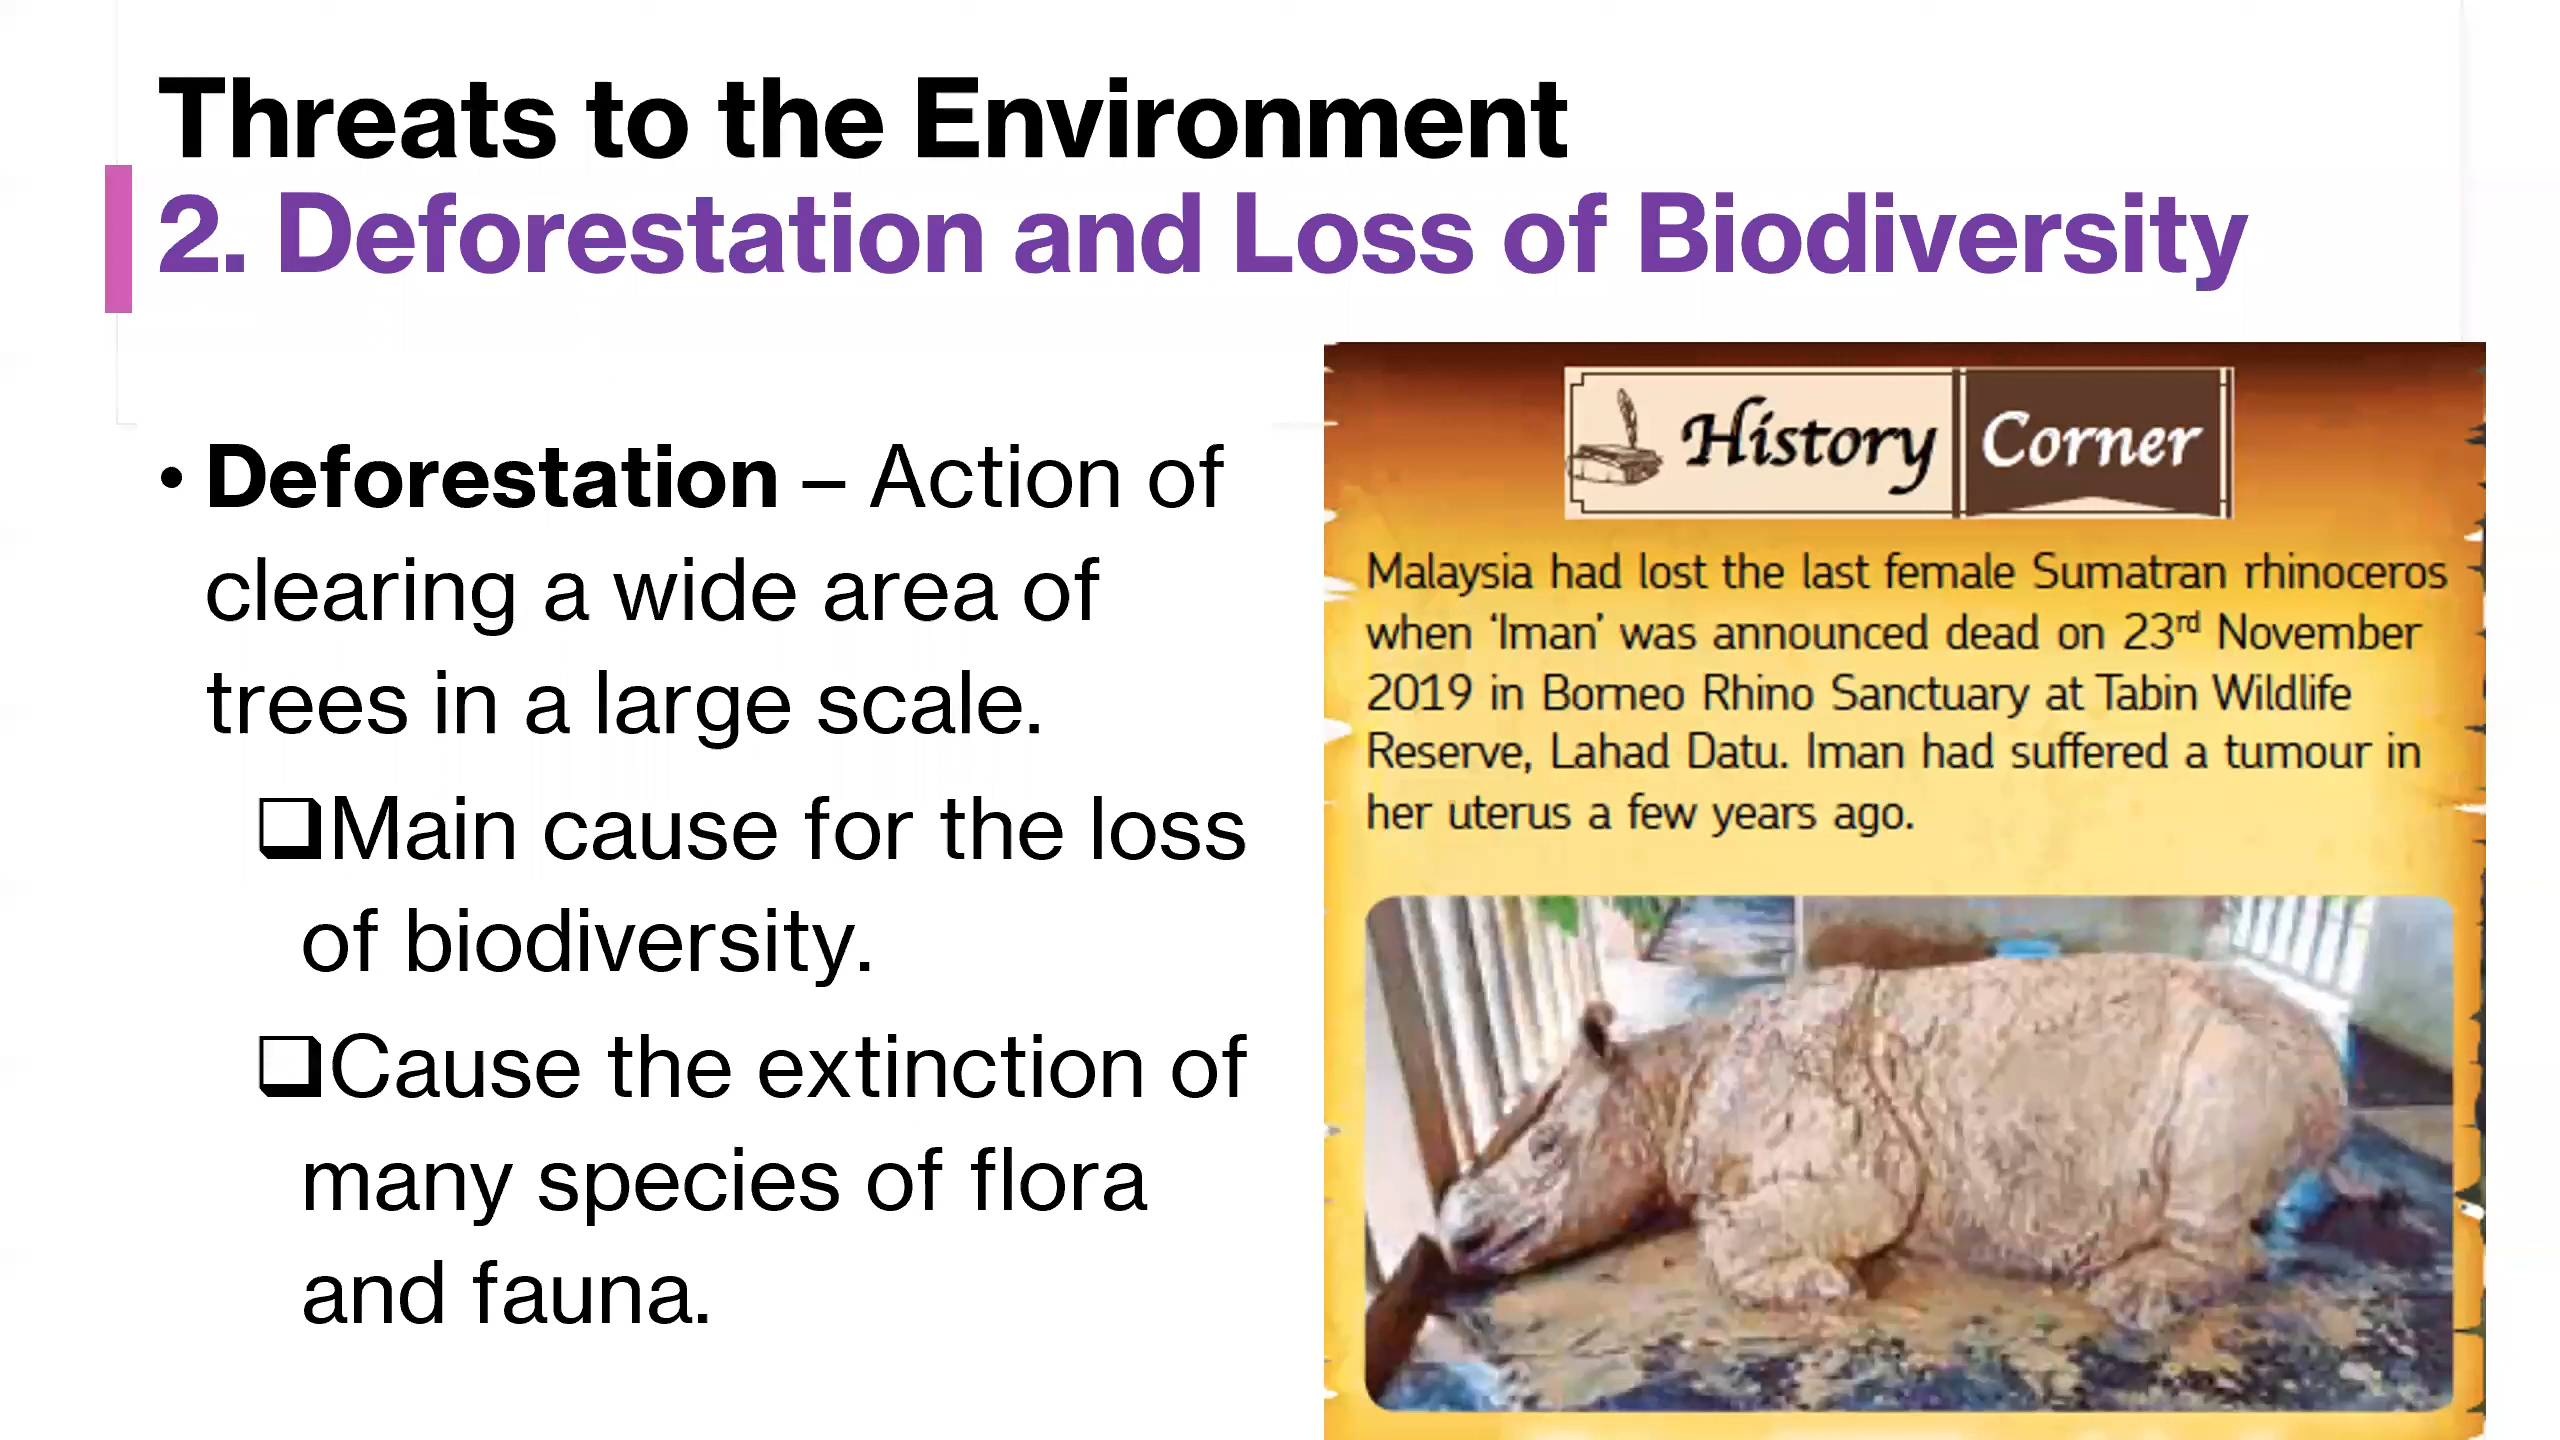 Threats to the Environment
2. Deforestation and Loss of Biodiversity
• Deforestation – Action of
clearing a wide area of
trees in a large scale.
❑Main cause for the loss
of biodiversity.
❑Cause the extinction of
many species of flora
and fauna.
History Corner
Malaysia had lost the last female Sumatran rhinoceros
when ‘Iman’ was announced dead on 23rd November
2019 in Borneo Rhino Sanctuary at Tabin Wildlife
Reserve, Lahad Datu. Iman had suffered a tumour in
her uterus a few years ago.